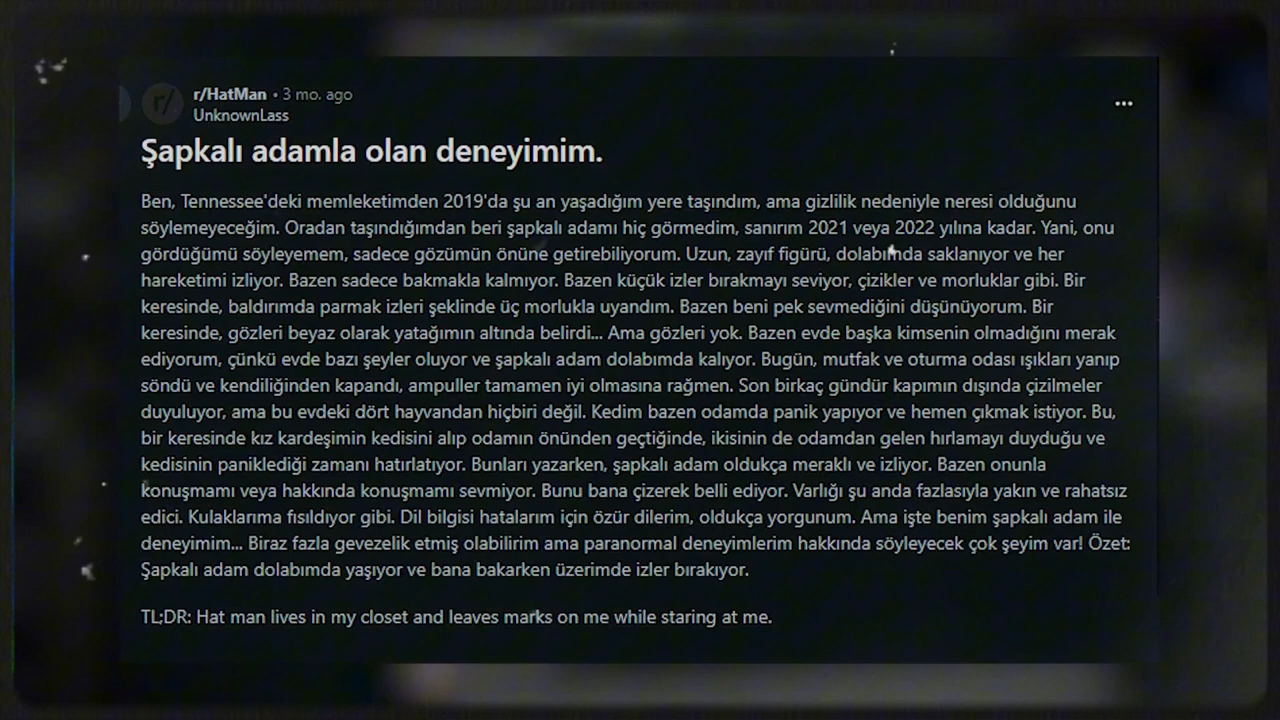 r/HatMan • 3 mo. ago
UnknownLass
Şapkalı adamla olan deneyimim.
Ben, Tennessee'deki memleketimden 2019'da şu an yaşadığım yere taşındım, ama gizlilik nedeniyle neresi olduğunu
söylemeyeceğim. Oradan taşındığımdan beri şapkalı adamı hiç görmedim, sanırım 2021 veya 2022 yılına kadar. Yani, onu
gördüğümü söyleyemem, sadece gözümün önüne getirebiliyorum. Uzun, zayıf figürü, dolabımda saklanıyor ve her
hareketimi izliyor. Bazen sadece bakmakla kalmıyor. Bazen küçük izler bırakmayı seviyor, çizikler ve morluklar gibi. Bir
keresinde, baldırımda parmak izleri şeklinde üç morlukla uyandım. Bazen beni pek sevmediğini düşünüyorum. Bir
keresinde, gözleri beyaz olarak yatağımın altında belirdi... Ama gözleri yok. Bazen evde başka kimsenin olmadığını merak
ediyorum, çünkü evde bazı şeyler oluyor ve şapkalı adam dolabımda kalıyor. Bugün, mutfak ve oturma odası ışıkları yanıp
söndü ve kendiliğinden kapandı, ampuller tamamen iyi olmasına rağmen. Son birkaç gündür kapımın dışında çizilmeler
duyuluyor, ama bu evdeki dört hayvandan hiçbiri değil. Kedim bazen odamda panik yapıyor ve hemen çıkmak istiyor. Bu,
bir keresinde kız kardeşimin kedisini alıp odamın önünden geçtiğinde, ikisinin de odamdan gelen hırlamayı duyduğu ve
kedisinin paniklediği zamanı hatırlatıyor. Bunları yazarken, şapkalı adam oldukça meraklı ve izliyor. Bazen onunla
konuşmamı veya hakkında konuşmamı sevmiyor. Bunu bana çizerek belli ediyor. Varlığı şu anda fazlasıyla yakın ve rahatsız
edici. Kulaklarıma fısıldıyor gibi. Dil bilgisi hatalarım için özür dilerim, oldukça yorgunum. Ama işte benim şapkalı adam ile
deneyimim... Biraz fazla gevezelik etmiş olabilirim ama paranormal deneyimlerim hakkında söyleyecek çok şeyim var! Özet:
Şapkalı adam dolabımda yaşıyor ve bana bakarken üzerimde izler bırakıyor.
TL;DR: Hat man lives in my closet and leaves marks on me while staring at me.